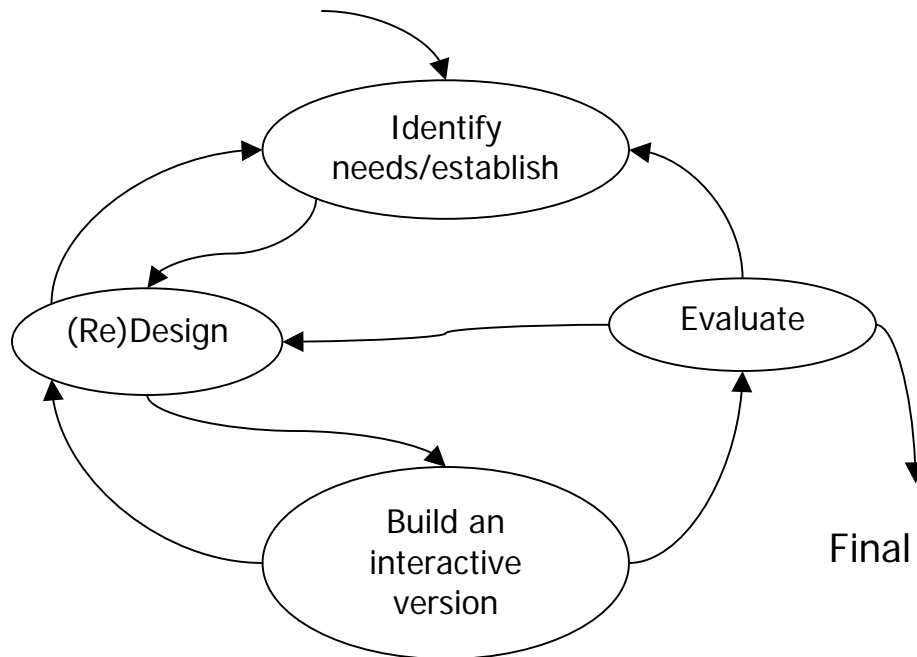 Identify
needs/establish
(Re)Design
Evaluate
Build an
interactive
version
Final